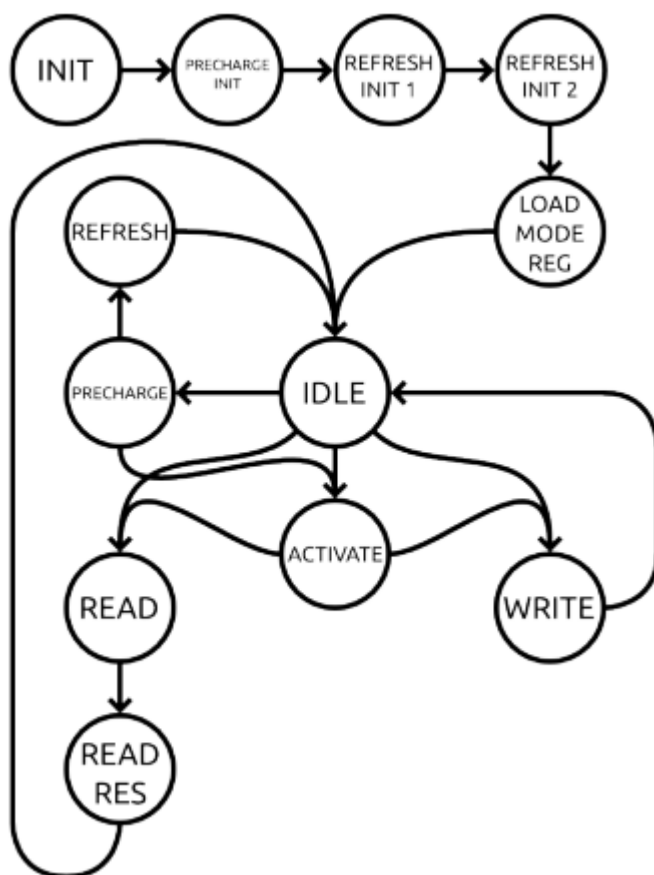 INIT
PRECHARGE
INIT
REFRESH
INIT 1
REFRESH
INIT 2
LOAD
MODE
REG
REFRESH
PRECHARGE
IDLE
ACTIVATE
READ
WRITE
READ
RES